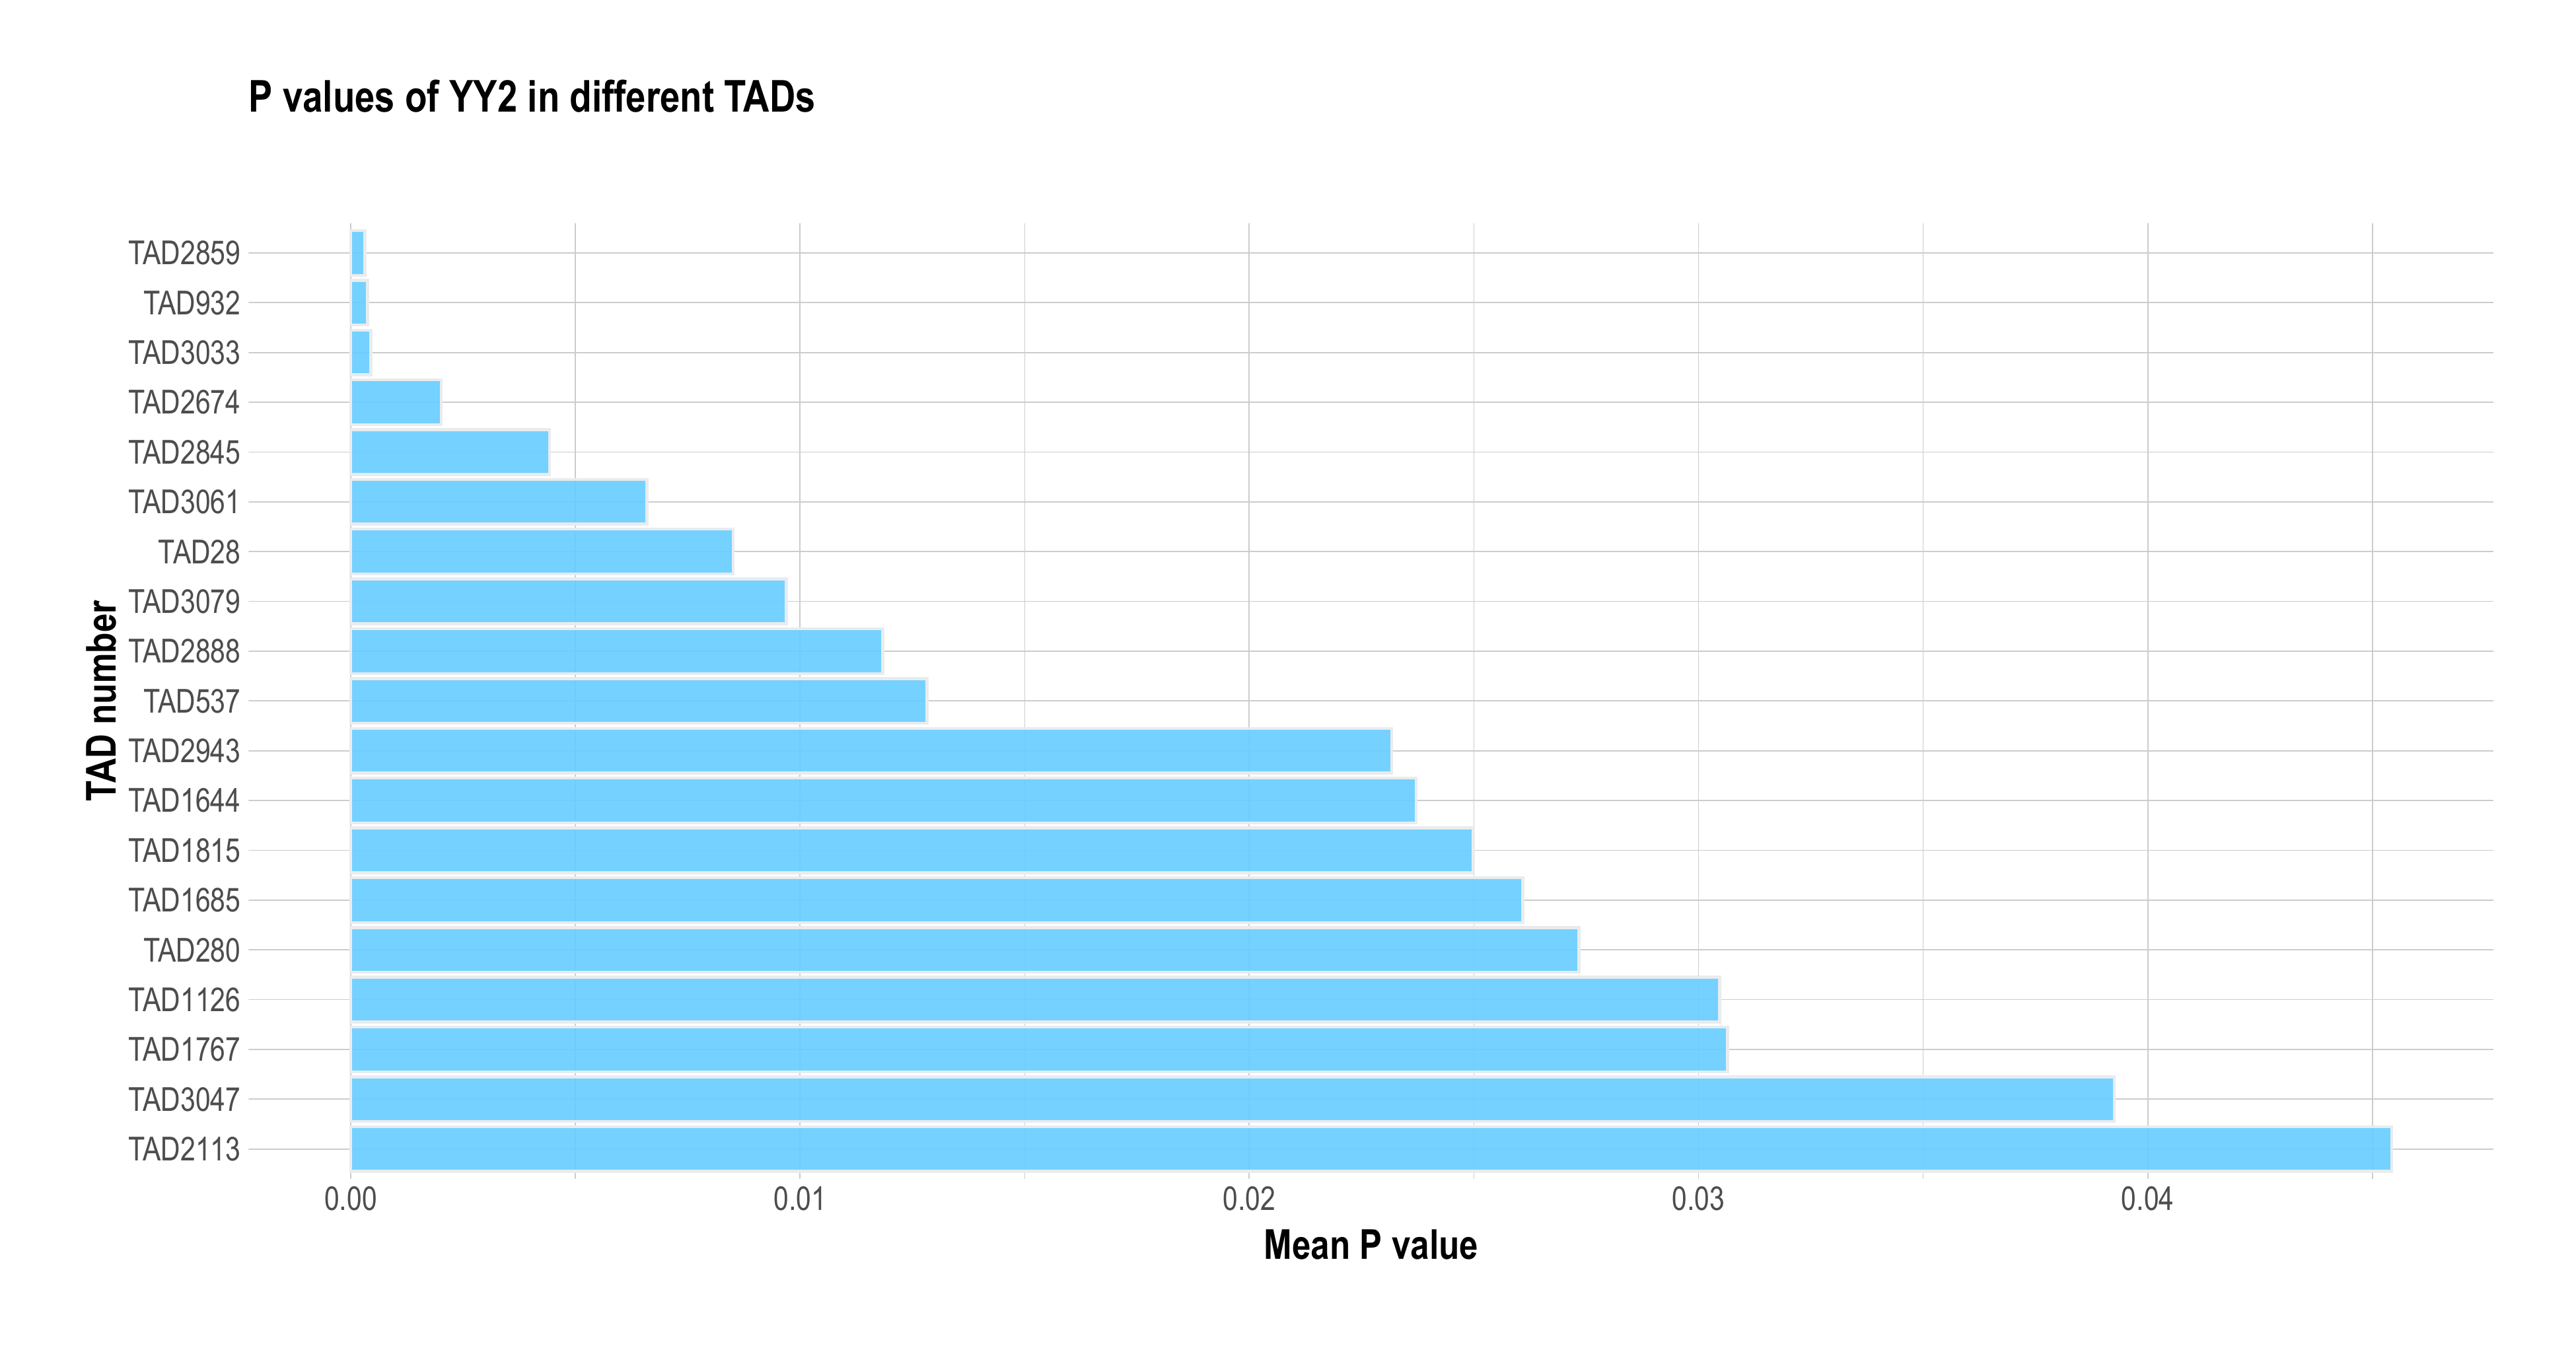 P values of YY2 in different TADs
TAD number
TAD2859
TAD932
TAD3033
TAD2674
TAD2845
TAD3061
TAD28
TAD3079
TAD2888
TAD537
TAD2943
TAD1644
TAD1815
TAD1685
TAD280
TAD1126
TAD1767
TAD3047
TAD2113
0.00 0.01 0.02 0.03 0.04
Mean P value